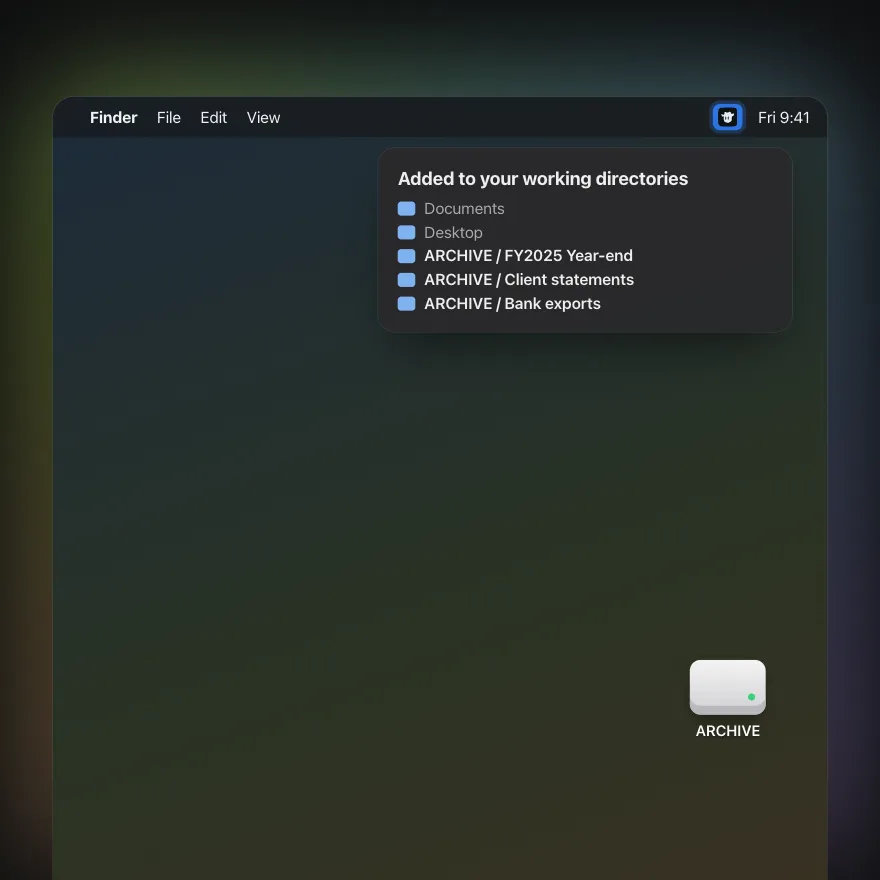 Finder File Edit View Fri 9:41
Added to your working directories
Documents
Desktop
ARCHIVE / FY2025 Year-end
ARCHIVE / Client statements
ARCHIVE / Bank exports
ARCHIVE